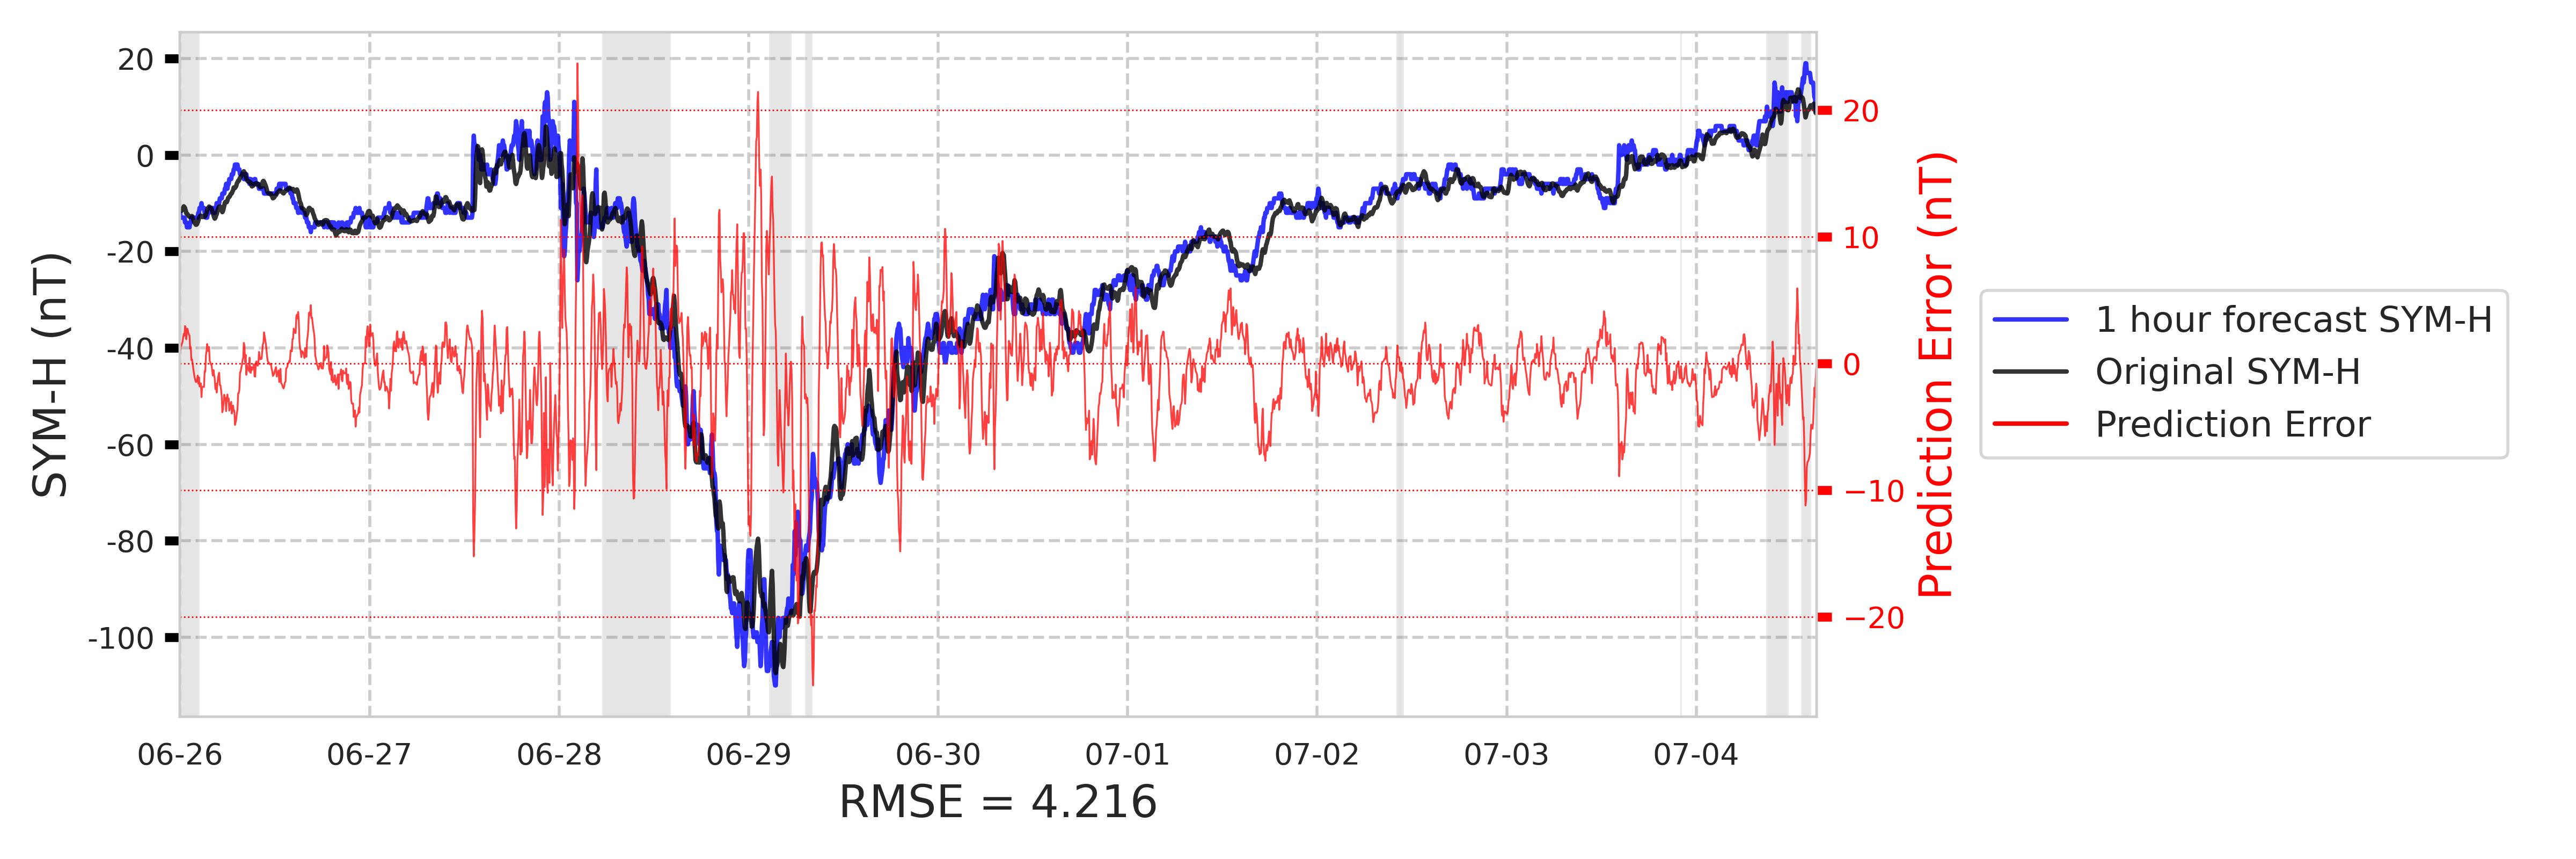 20
0
-20
-40
-60
-80
-100
SYM-H (nT)
20
10
0
−10
−20
Prediction Error (nT)
06-26 06-27 06-28 06-29 06-30 07-01 07-02 07-03 07-04
RMSE = 4.216
1 hour forecast SYM-H
Original SYM-H
Prediction Error